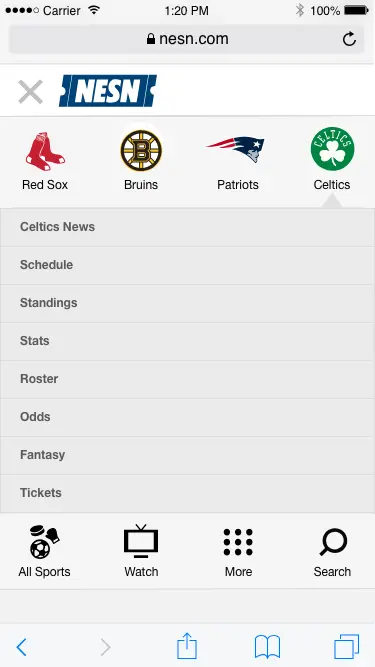 Carrier 1:20 PM 100%
nesn.com
NESN
CELTICS
B
Red Sox Bruins Patriots Celtics
Celtics News
Schedule
Standings
Stats
Roster
Odds
Fantasy
Tickets
All Sports Watch More Search